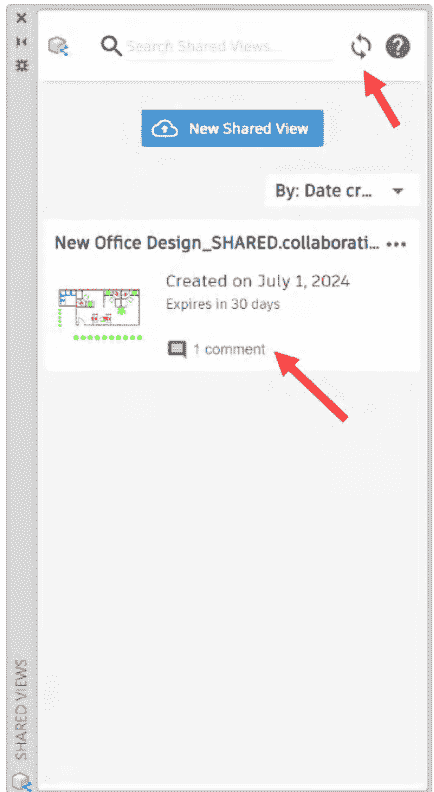 Search Shared Views...
New Shared View
By: Date cr...
New Office Design_SHARED.collaborati...
Created on July 1, 2024
Expires in 30 days
1 comment
SHARED VIEWS